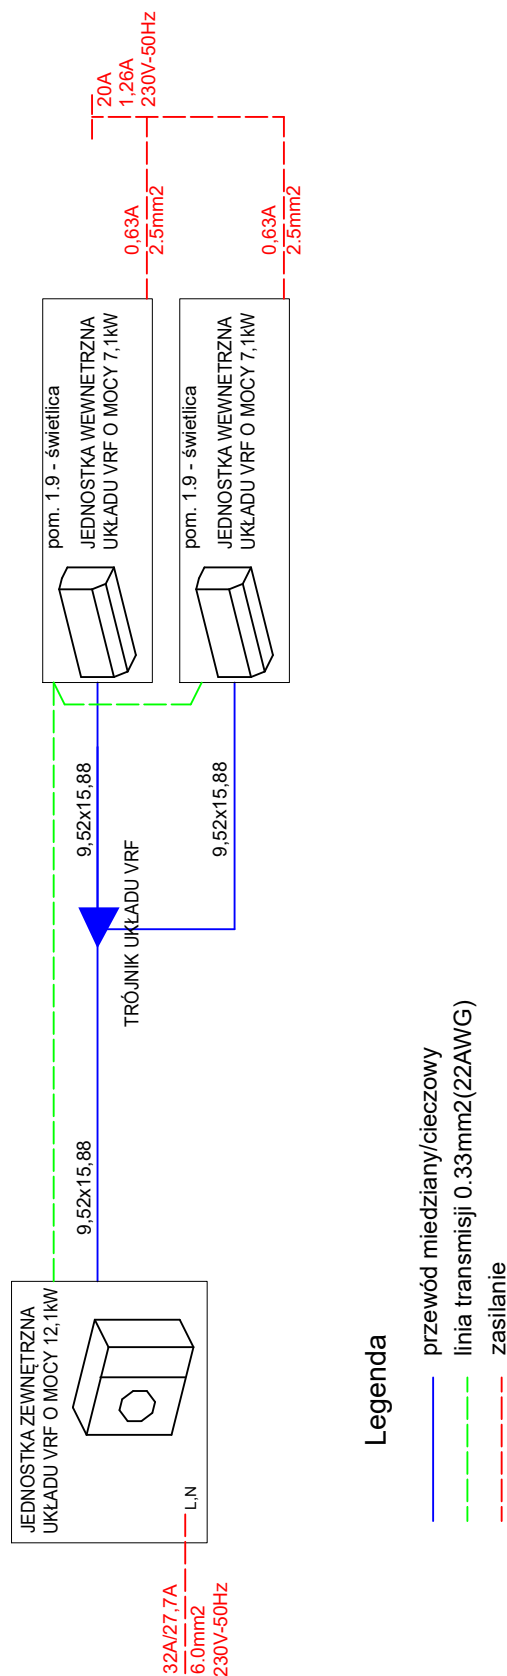 JEDNOSTKA ZEWNĘTRZNA
UKŁADU VRF O MOCY 12,1kW
L,N
32A/27,7A
6.0mm2
230V-50Hz
9,52x15,88
TRÓJNIK UKŁADU VRF
9,52x15,88
9,52x15,88
pom. 1.9 - świetlica
JEDNOSTKA WEWNETRZNA
UKŁADU VRF O MOCY 7,1kW
pom. 1.9 - świetlica
JEDNOSTKA WEWNETRZNA
UKŁADU VRF O MOCY 7,1kW
0,63A
2.5mm2
0,63A
2.5mm2
20A
1,26A
230V-50Hz
Legenda
przewód miedziany/cieczowy
linia transmisji 0.33mm2(22AWG)
zasilanie